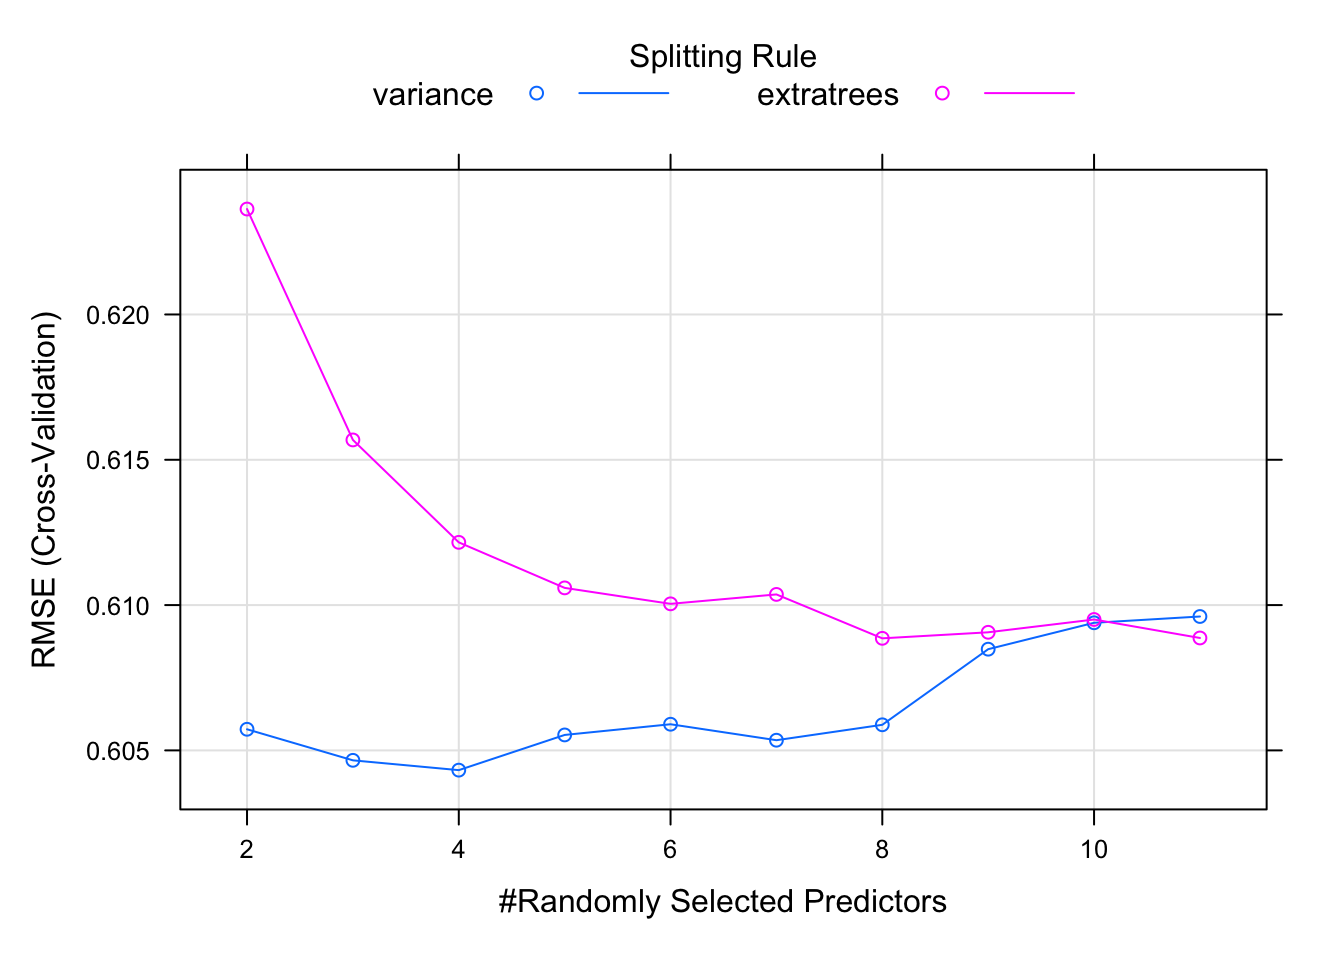 Splitting Rule
variance extratrees
RMSE (Cross-Validation)
0.620
0.615
0.610
0.605
2 4 6 8 10
#Randomly Selected Predictors